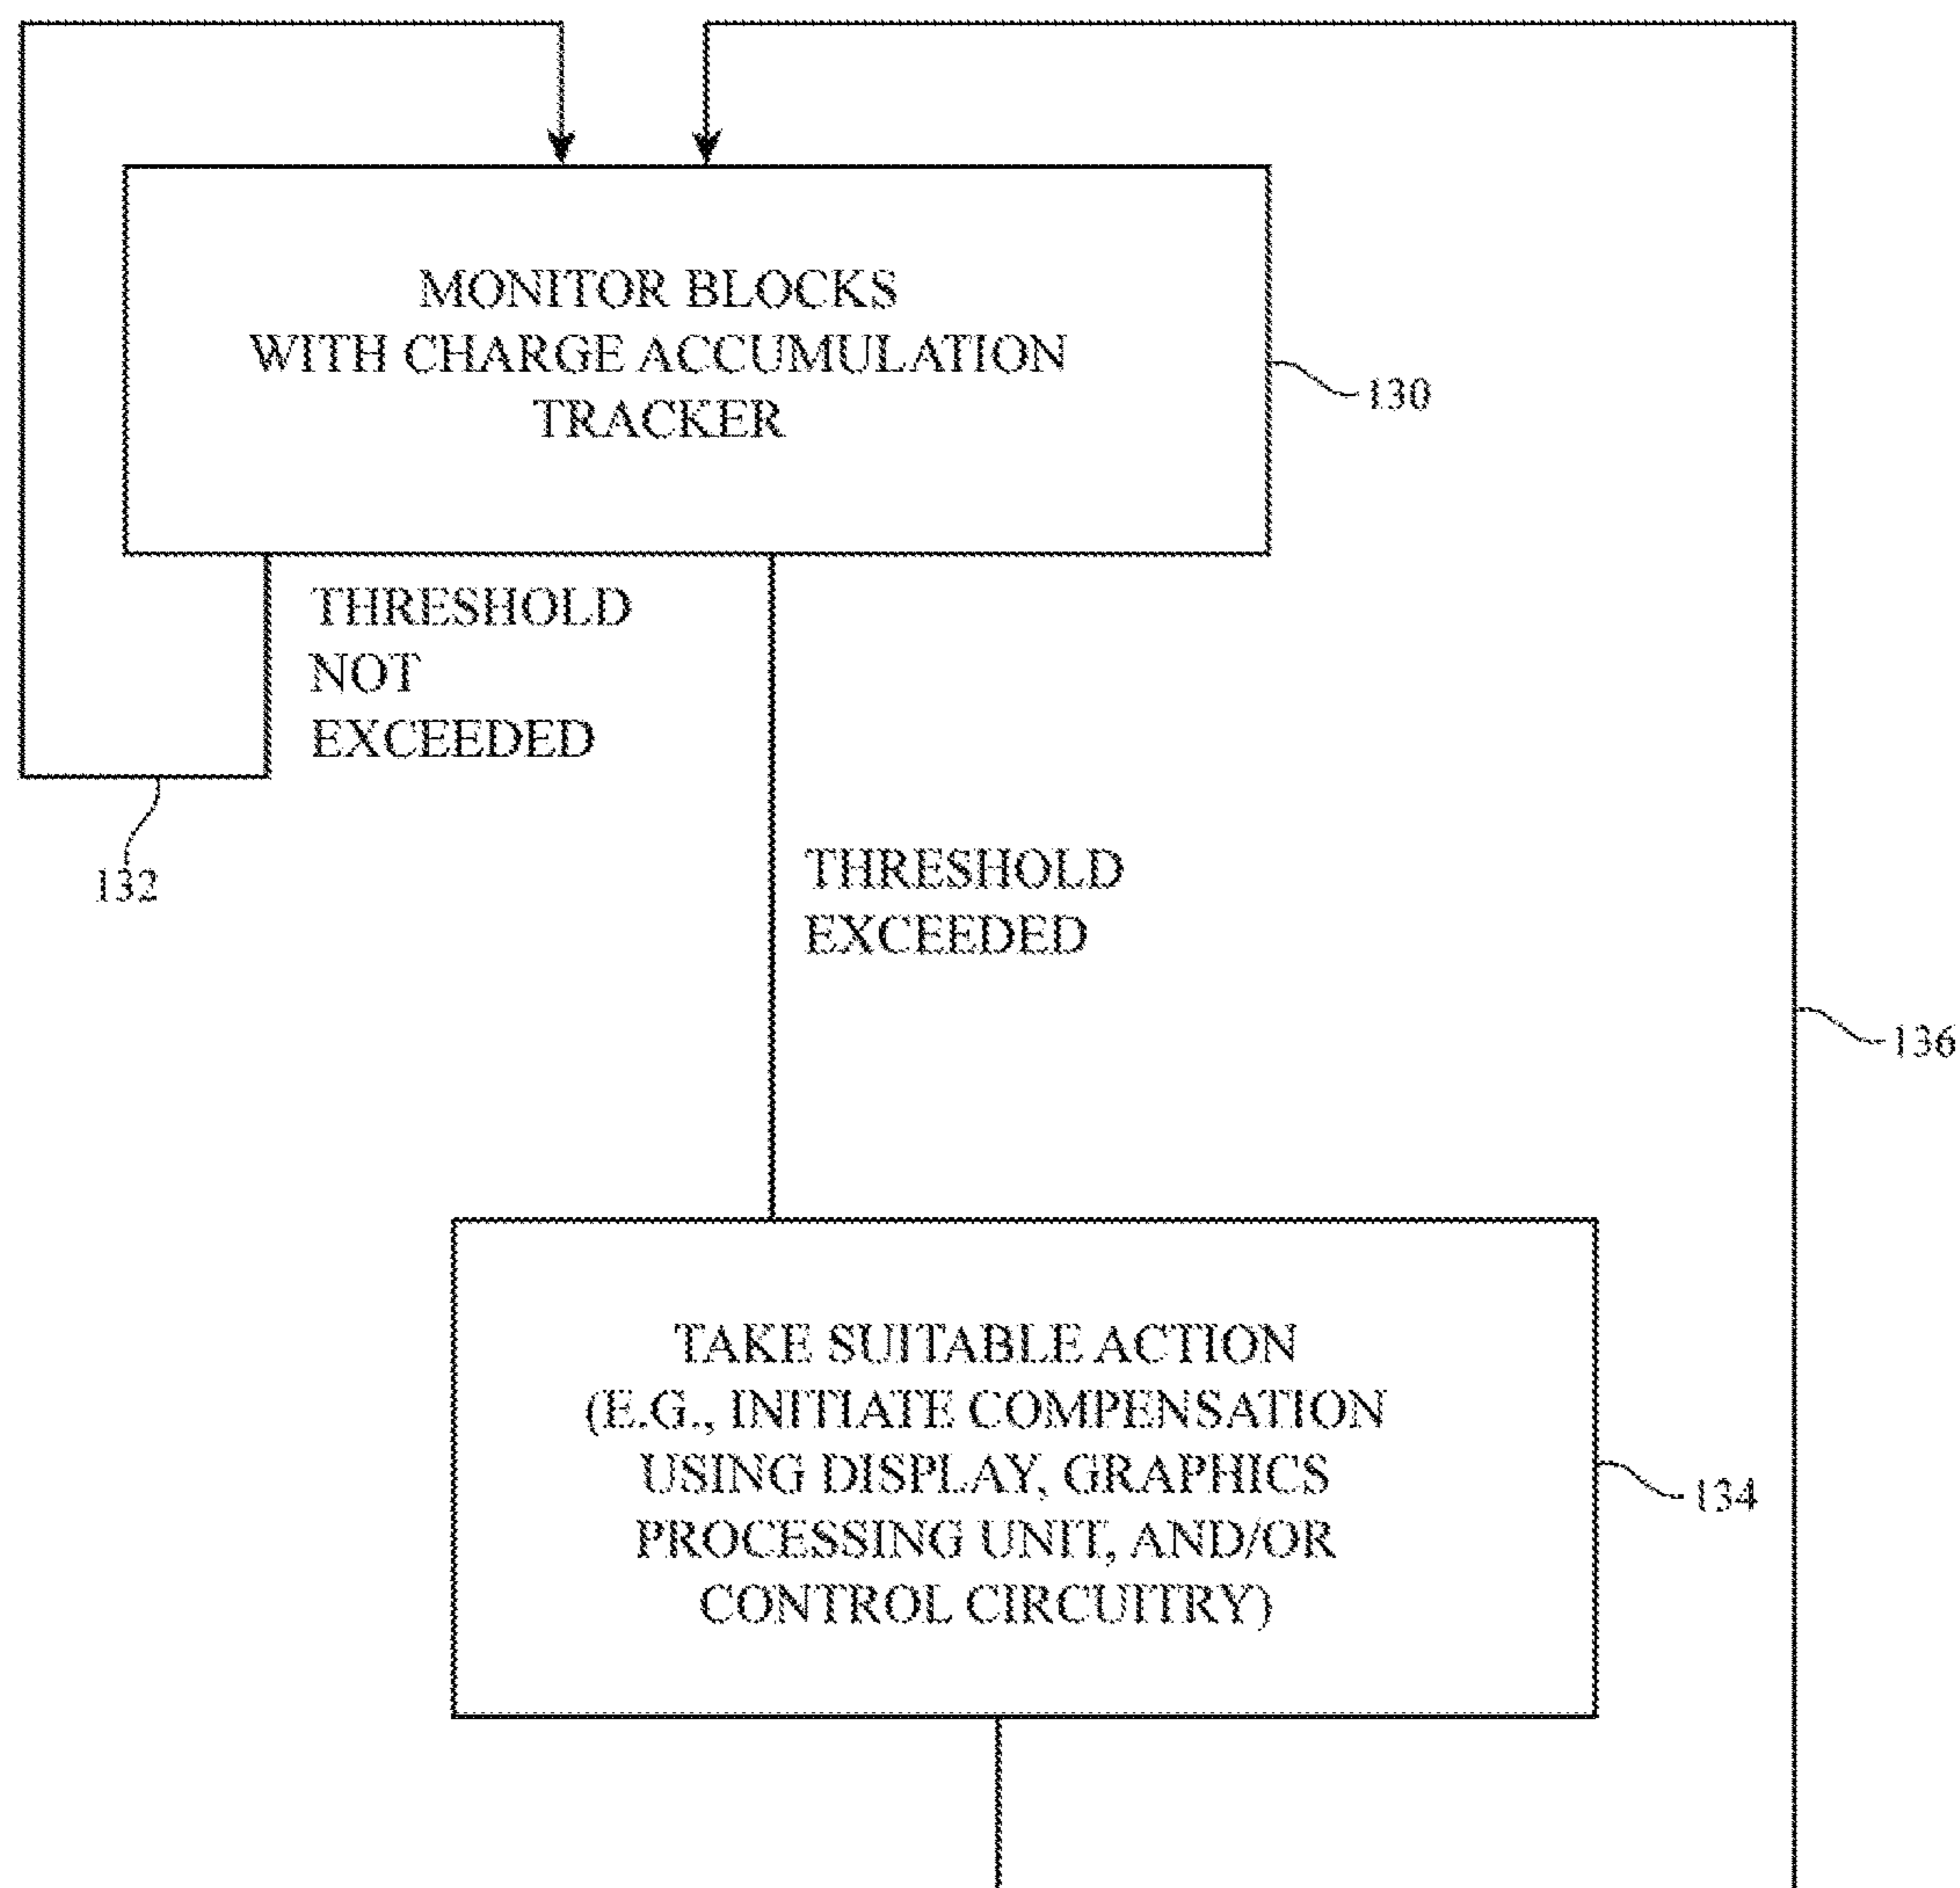 MONITOR BLOCKS
WITH CHARGE ACCUMULATION
TRACKER
130
THRESHOLD
NOT
EXCEEDED
132
THRESHOLD
EXCEEDED
136
TAKE SUITABLE ACTION
(E.G., INITIATE COMPENSATION
USING DISPLAY, GRAPHICS
PROCESSING UNIT, AND/OR
CONTROL CIRCUITRY)
134